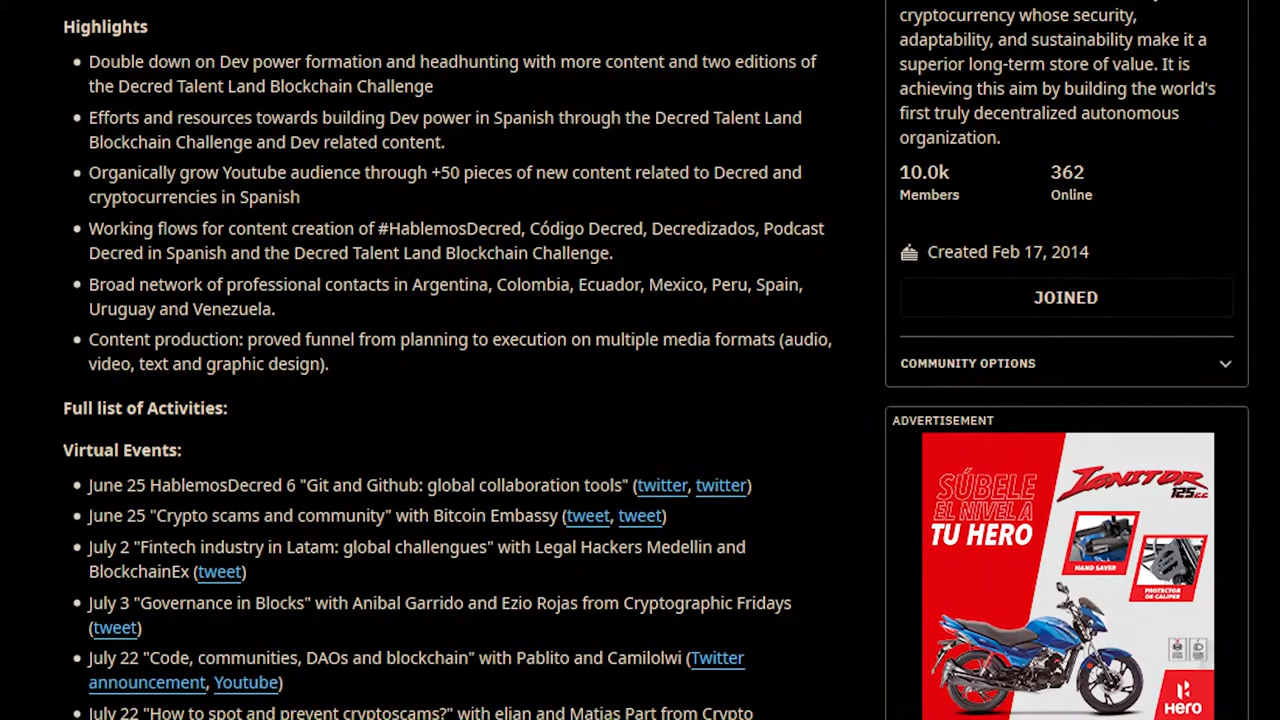 Highlights
Double down on Dev power formation and headhunting with more content and two editions of
the Decred Talent Land Blockchain Challenge
Efforts and resources towards building Dev power in Spanish through the Decred Talent Land
Blockchain Challenge and Dev related content.
Organically grow Youtube audience through +50 pieces of new content related to Decred and
cryptocurrencies in Spanish
Working flows for content creation of #HablemosDecred, Código Decred, Decredizados, Podcast
Decred in Spanish and the Decred Talent Land Blockchain Challenge.
Broad network of professional contacts in Argentina, Colombia, Ecuador, Mexico, Peru, Spain,
Uruguay and Venezuela.
Content production: proved funnel from planning to execution on multiple media formats (audio,
video, text and graphic design).
Full list of Activities:
Virtual Events:
June 25 HablemosDecred 6 "Git and Github: global collaboration tools" (twitter, twitter)
June 25 "Crypto scams and community" with Bitcoin Embassy (tweet, tweet)
July 2 "Fintech industry in Latam: global challengues" with Legal Hackers Medellin and
BlockchainEx (tweet)
July 3 "Governance in Blocks" with Anibal Garrido and Ezio Rojas from Cryptographic Fridays
(tweet)
July 22 "Code, communities, DAOs and blockchain" with Pablito and Camilolwi (Twitter
announcement, Youtube)
July 22 "How to spot and prevent cryptoscams?" with elian and Matias Part from Crypto
cryptocurrency whose security,
adaptability, and sustainability make it a
superior long-term store of value. It is
achieving this aim by building the world's
first truly decentralized autonomous
organization.
10.0k 362
Members Online
Created Feb 17, 2014
JOINED
COMMUNITY OPTIONS
ADVERTISEMENT
SÚBELE
EL NIVEL A
TU HERO
IGNITOR
125cc
HAND SAVER
PROTECTOR
DE CALIPER
Hero